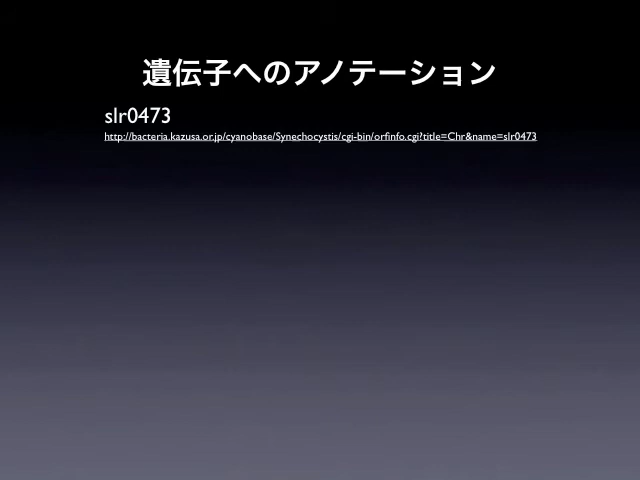 遺伝子へのアノテーション
slr0473
http://bacteria.kazusa.or.jp/cyanobase/Synechocystis/cgi-bin/orfinfo.cgi?title=Chr&name=slr0473